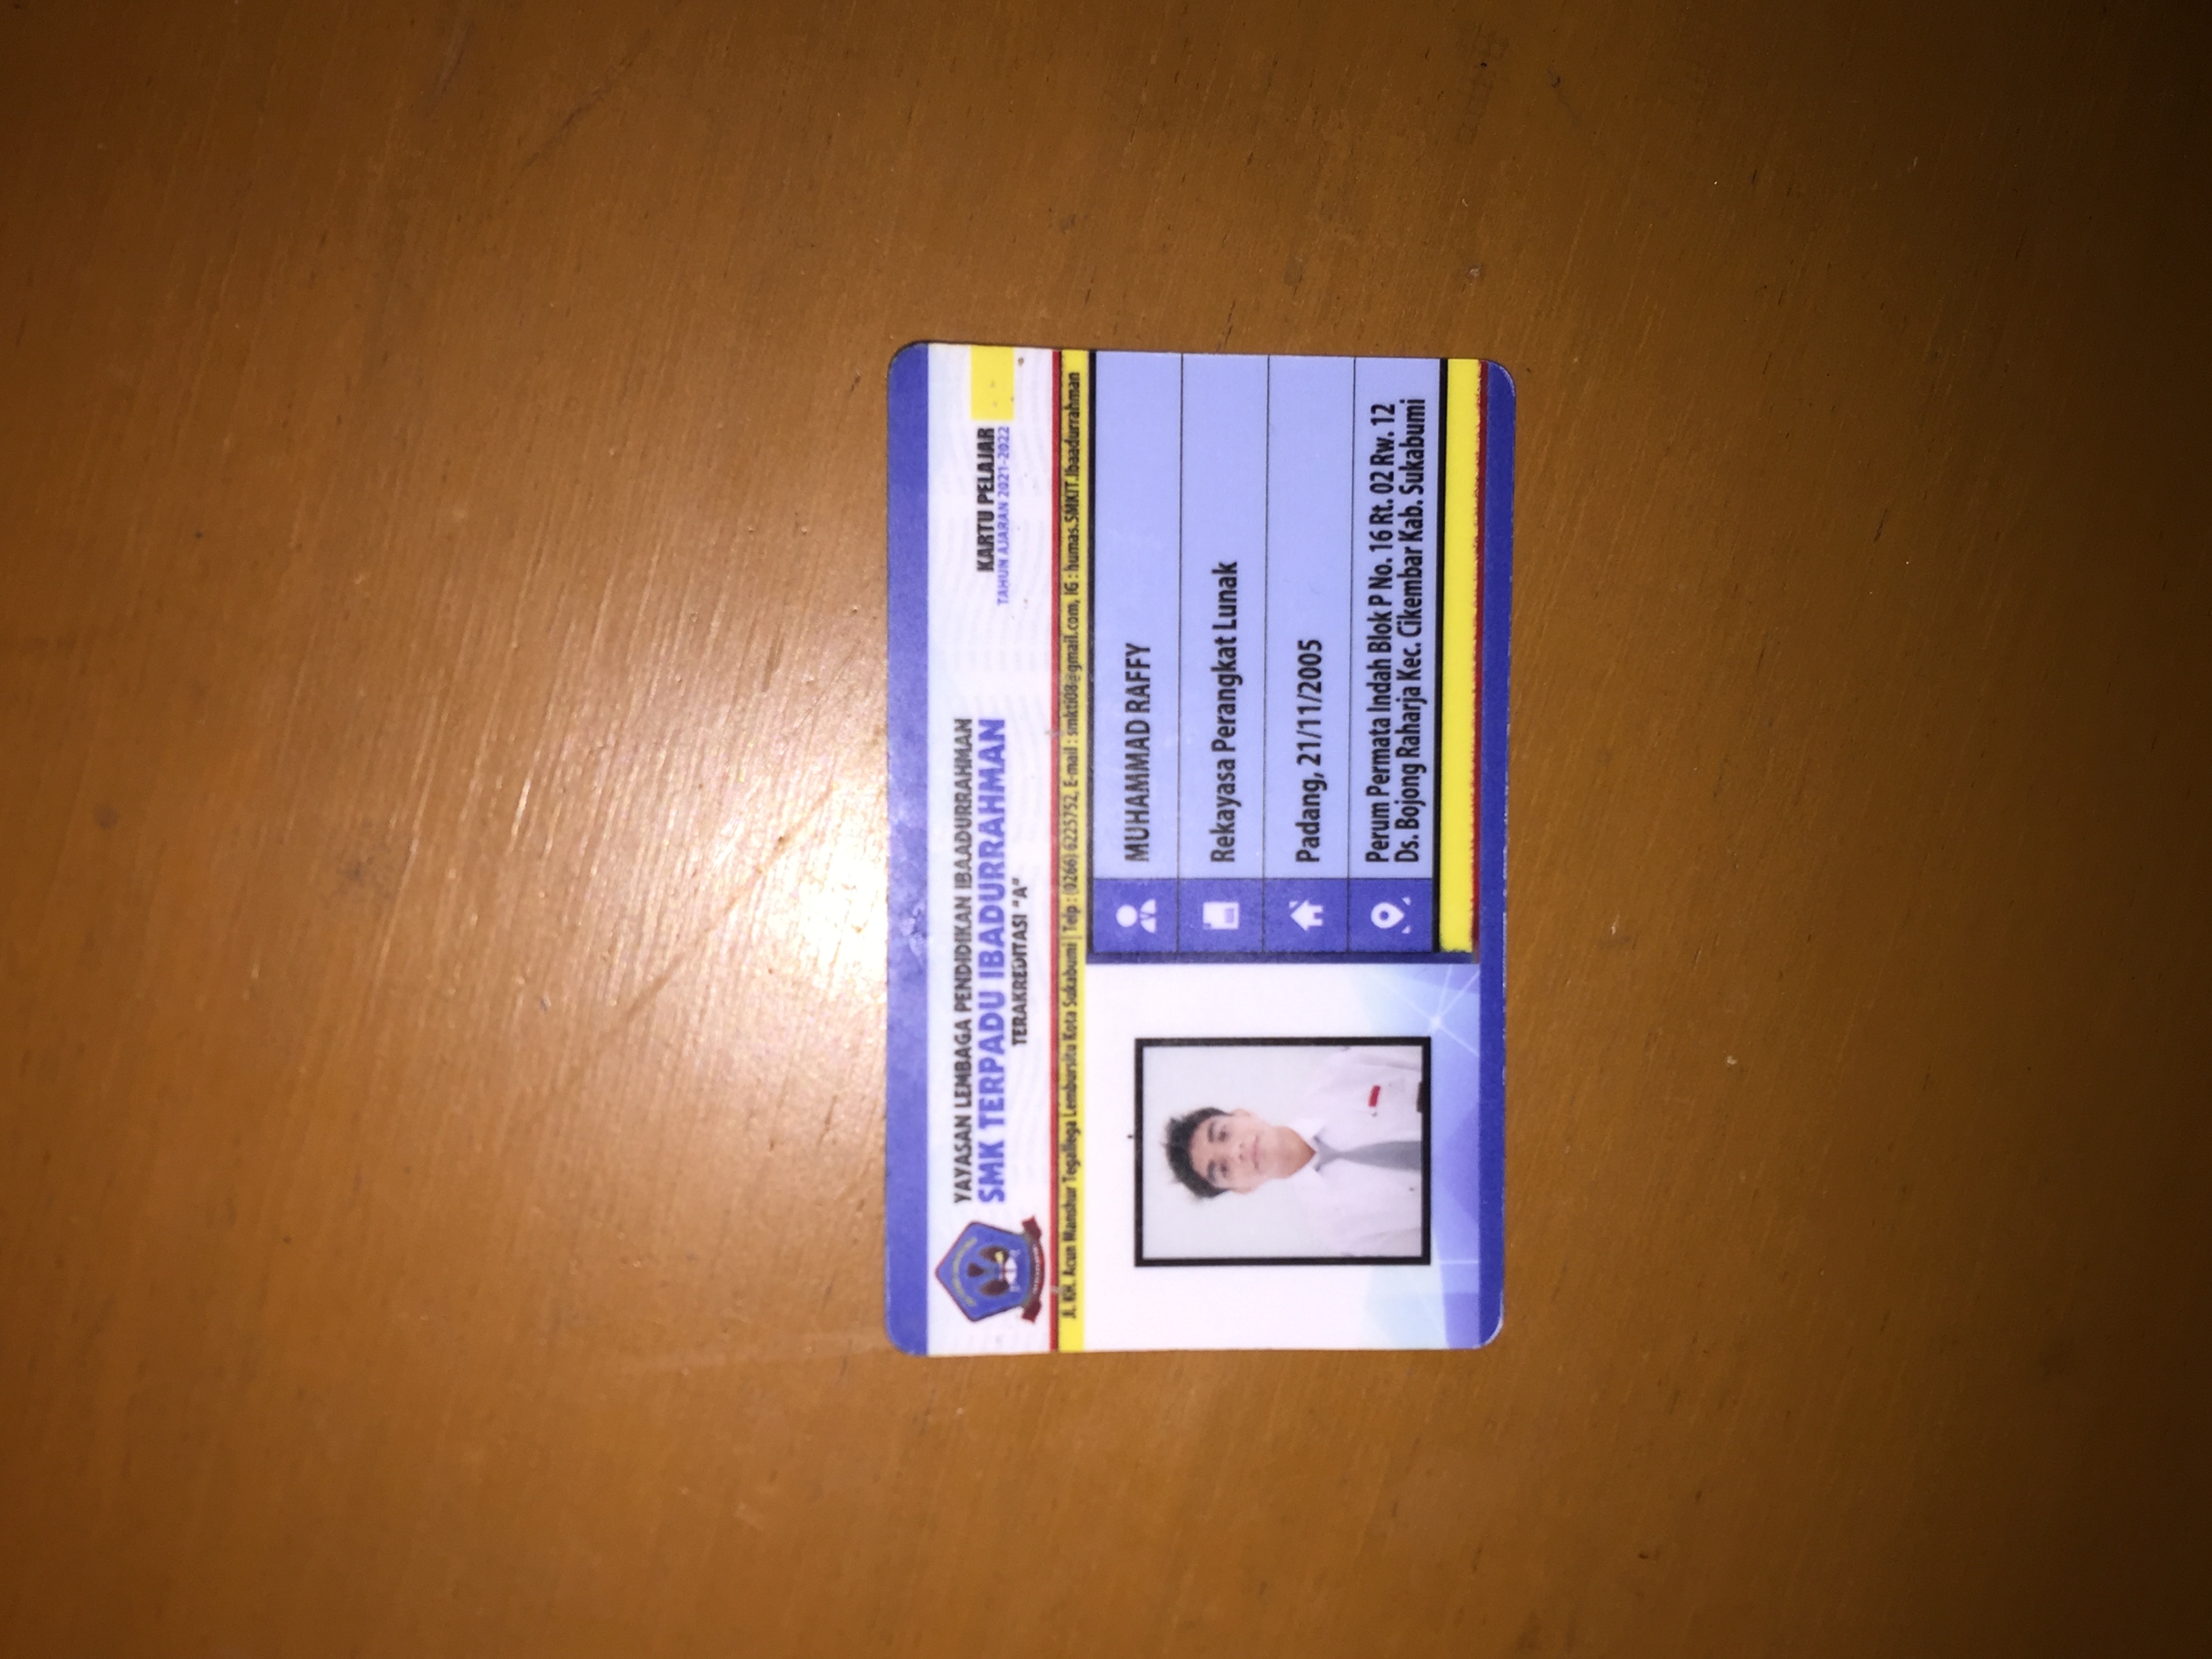 YAYASAN LEMBAGA PENDIDIKAN IBAADURRAHMAN
SMK TERPADU IBADURRAHMAN
TERAKREDITASI "A"
KARTU PELAJAR
TAHUN AJARAN 2021-2022
Jl. KH. Acun Manshur Tegallega Lembursitu Kota Sukabumi | Telp : (0266) 6225752, E-mail : smkti08@gmail.com, IG : humas.SMKIT.Ibaadurrahman
MUHAMMAD RAFFY
Rekayasa Perangkat Lunak
Padang, 21/11/2005
Perum Permata Indah Blok P No. 16 Rt. 02 Rw. 12
Ds. Bojong Raharja Kec. Cikembar Kab. Sukabumi